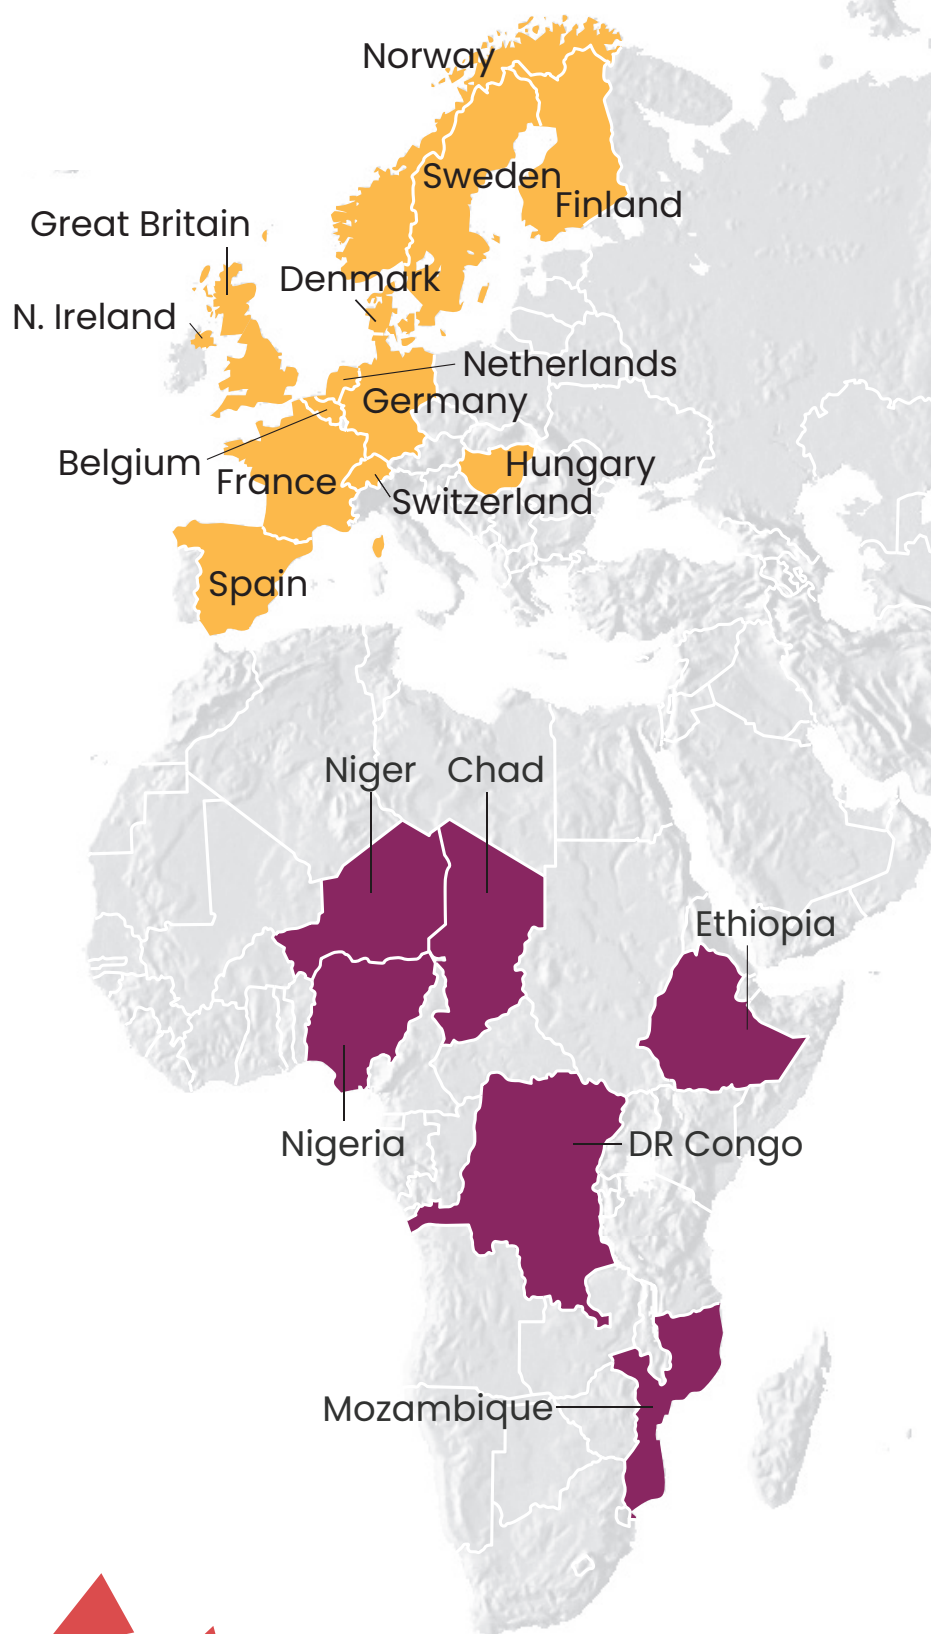 Norway
Sweden
Finland
Great Britain
Denmark
N. Ireland
Netherlands
Germany
Belgium
Hungary
France
Switzerland
Spain
Niger
Chad
Ethiopia
Nigeria
DR Congo
Mozambique